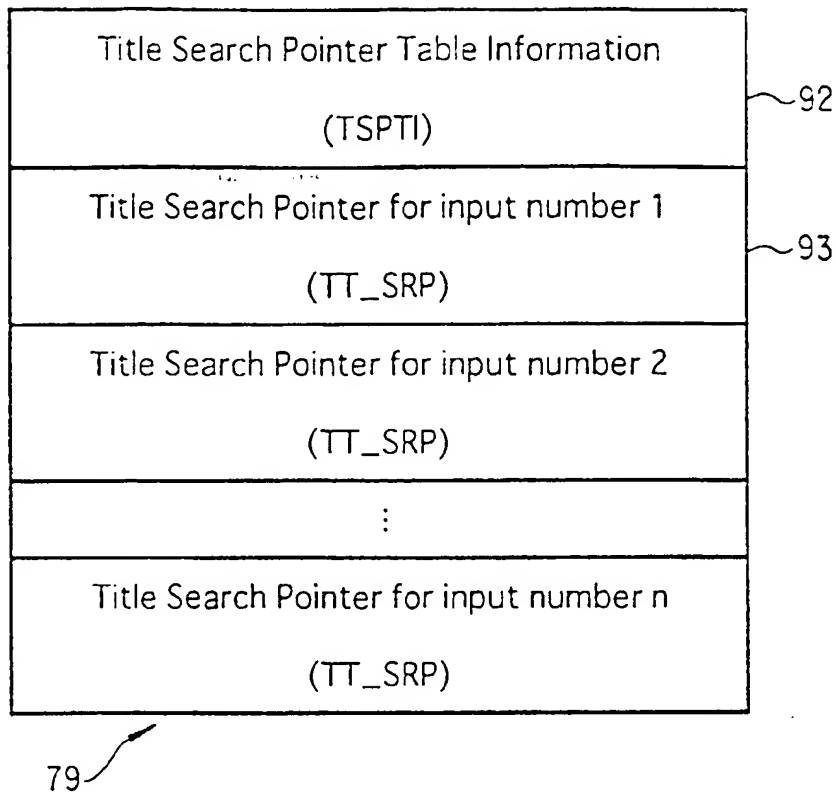 Title Search Pointer Table Information
(TSPTI)
92
Title Search Pointer for input number 1
(TT_SRP)
93
Title Search Pointer for input number 2
(TT_SRP)
⋮
Title Search Pointer for input number n
(TT_SRP)
79